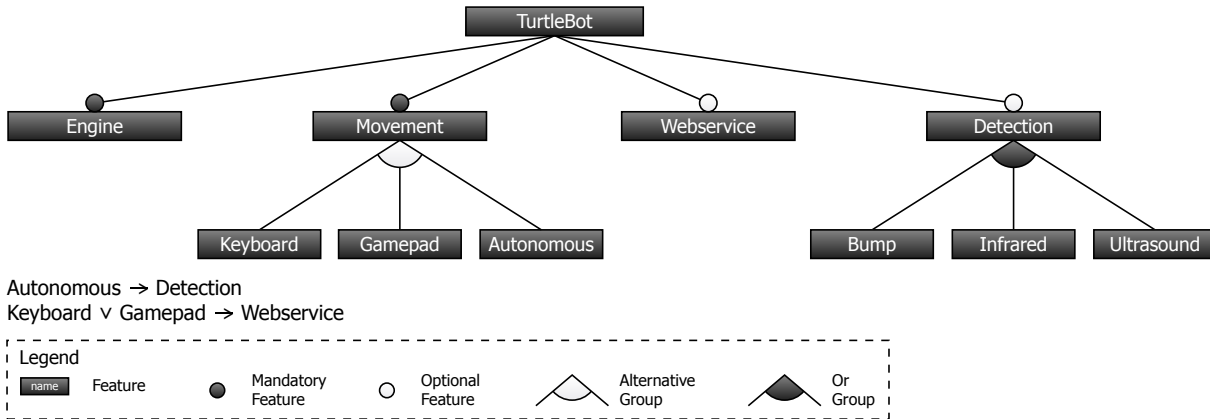 TurtleBot
Engine
Movement
Webservice
Detection
Keyboard
Gamepad
Autonomous
Bump
Infrared
Ultrasound
Autonomous → Detection
Keyboard ∨ Gamepad → Webservice
Legend
name
Feature
Mandatory
Feature
Optional
Feature
Alternative
Group
Or
Group